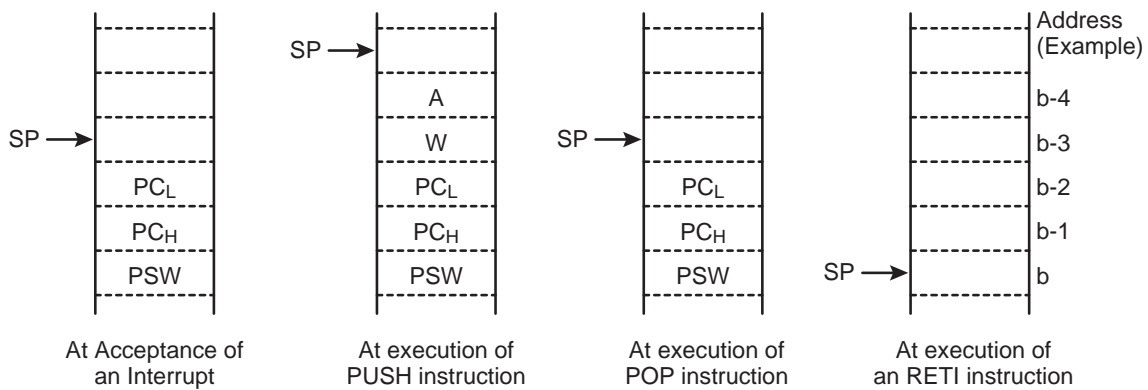 Address
(Example)
SP
A
b-4
SP
W
SP
b-3
PCL
PCL
PCL
b-2
PCH
PCH
PCH
b-1
PSW
PSW
PSW
SP
b
At Acceptance of
an Interrupt
At execution of
PUSH instruction
At execution of
POP instruction
At execution of
an RETI instruction